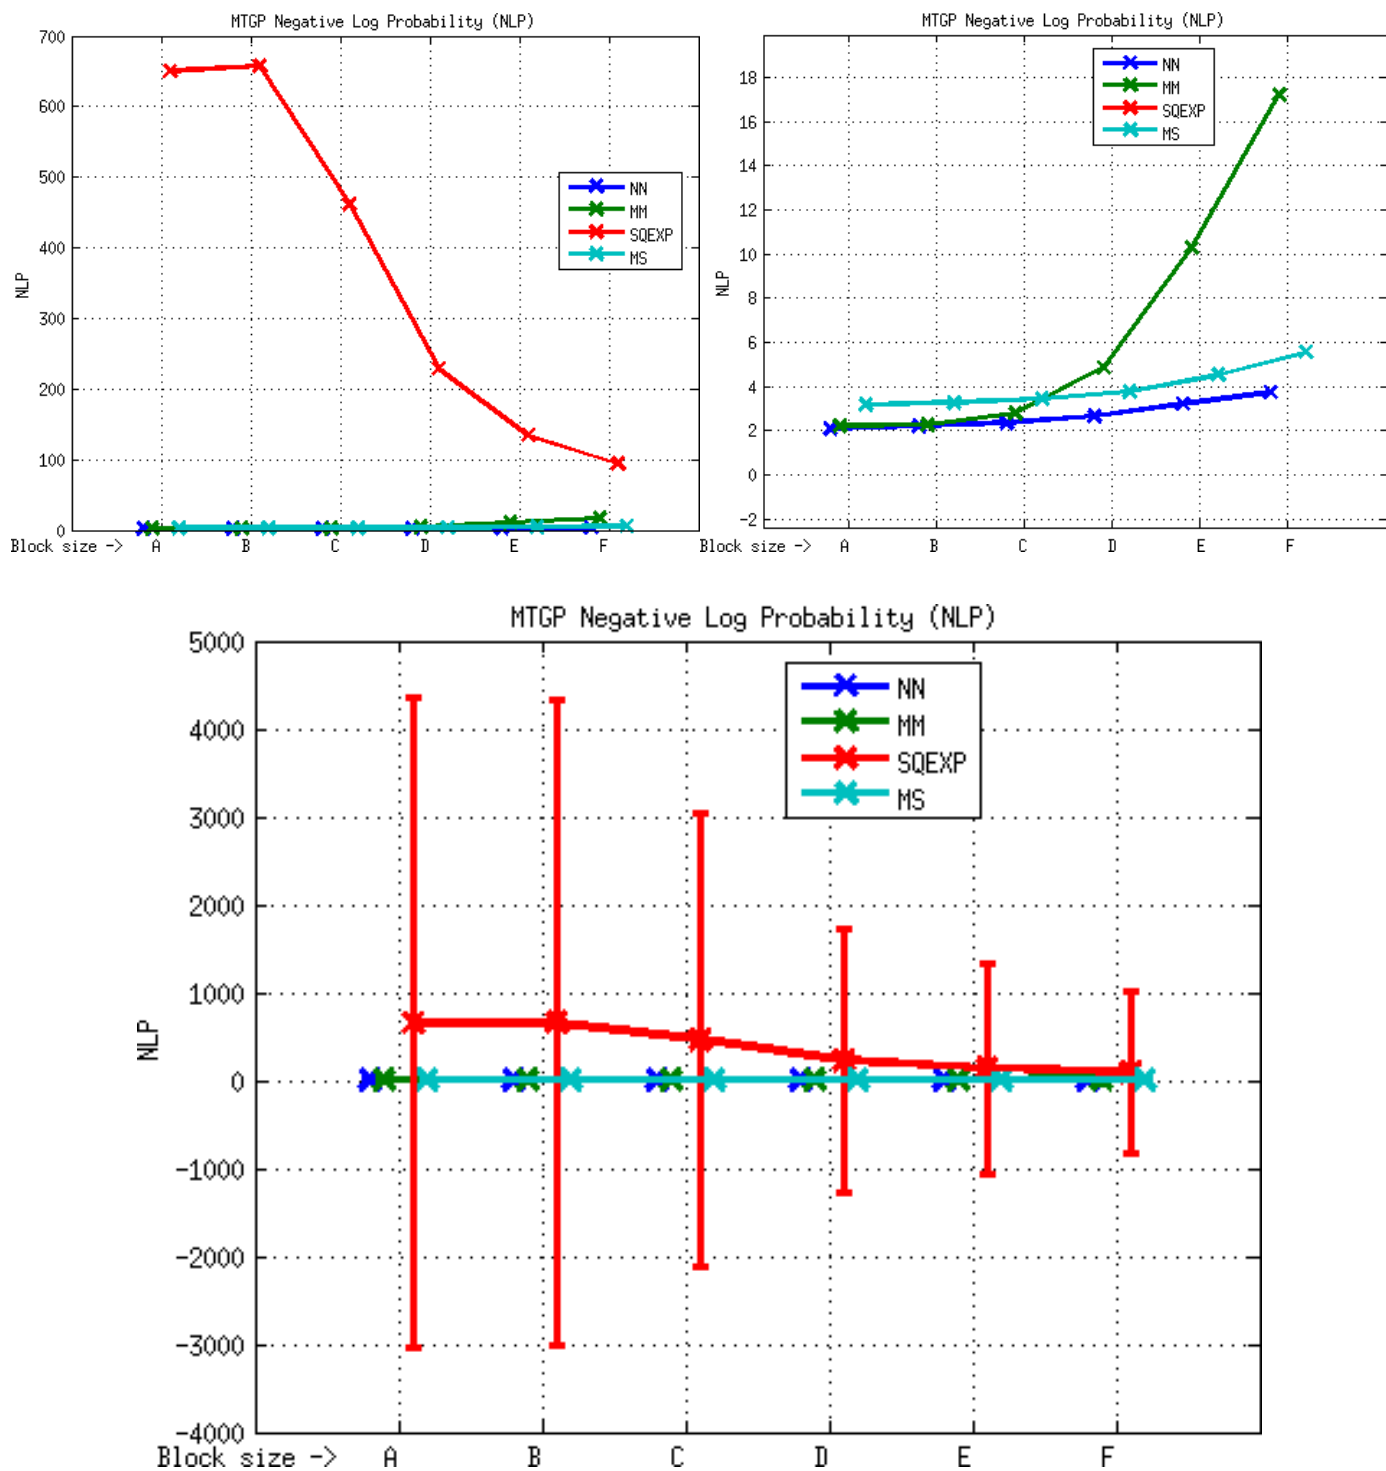 MTGP Negative Log Probability (NLP)
700
600
500
400
300
200
100
0
NLP
NN
MM
SQEXP
MS
Block size -> A B C D E F
MTGP Negative Log Probability (NLP)
18
16
14
12
10
8
6
4
2
0
-2
NLP
NN
MM
SQEXP
MS
Block size -> A B C D E F
MTGP Negative Log Probability (NLP)
5000
4000
3000
2000
1000
0
-1000
-2000
-3000
-4000
NLP
NN
MM
SQEXP
MS
Block size -> A B C D E F